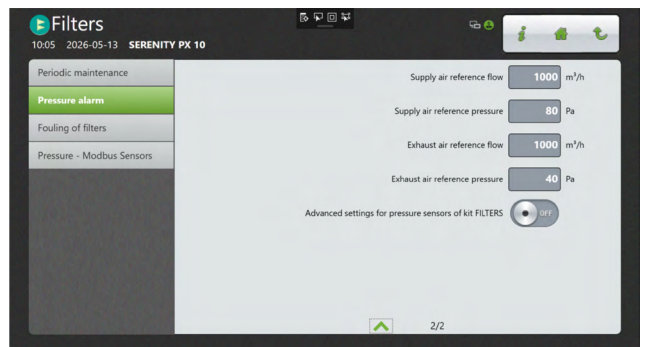 Filters
10:05 2026-05-13 SERENITY PX 10
Periodic maintenance
Pressure alarm
Fouling of filters
Pressure - Modbus Sensors
Supply air reference flow 1000 m³/h
Supply air reference pressure 80 Pa
Exhaust air reference flow 1000 m³/h
Exhaust air reference pressure 40 Pa
Advanced settings for pressure sensors of kit FILTERS OFF
2/2